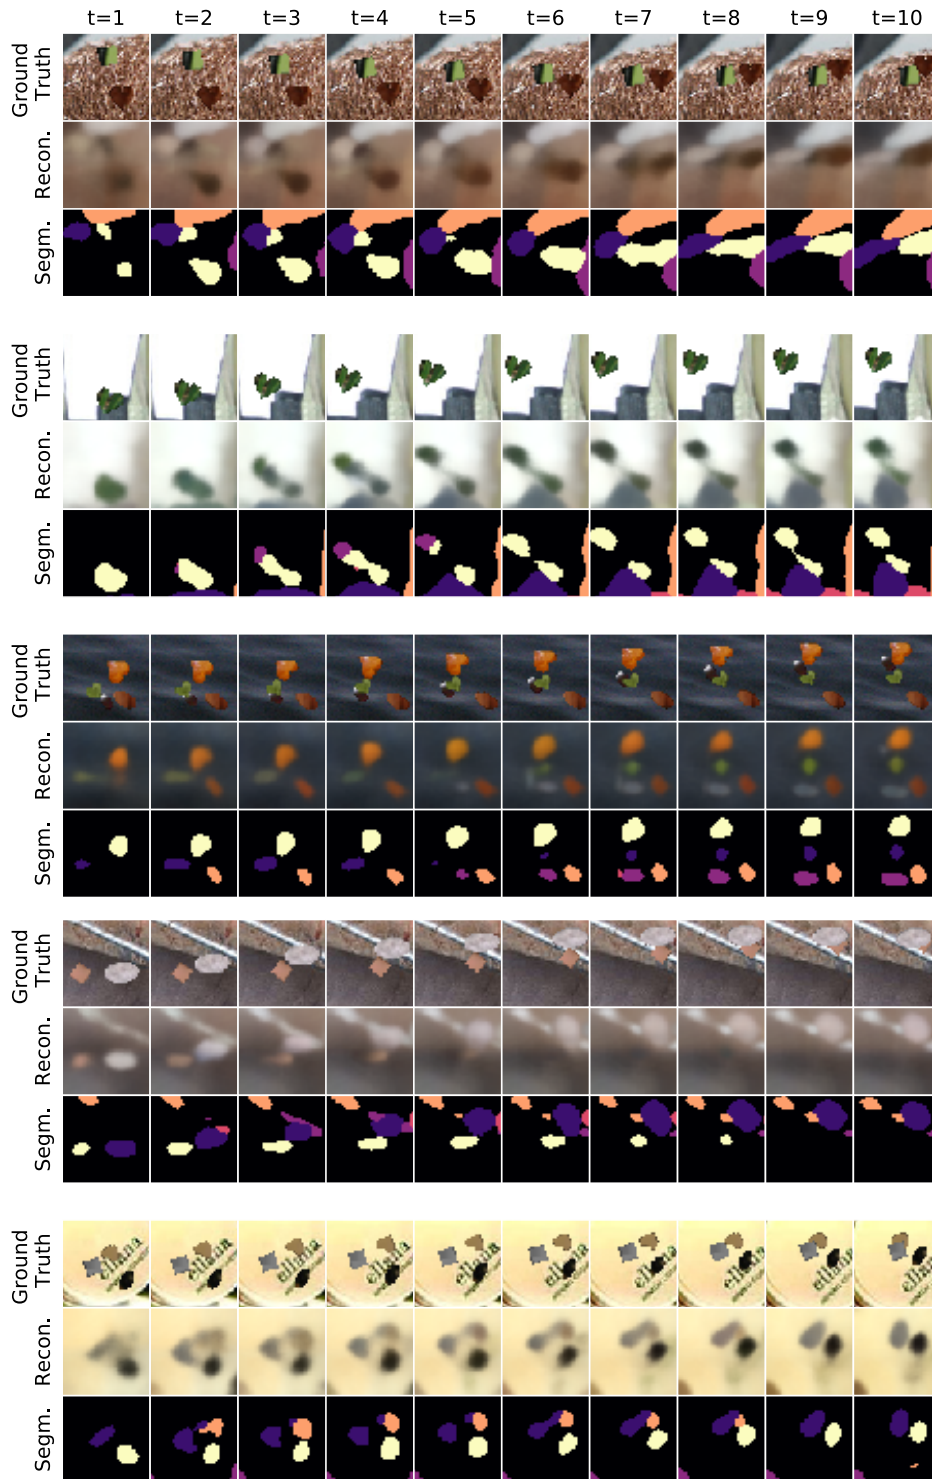 t=1 t=2 t=3 t=4 t=5 t=6 t=7 t=8 t=9 t=10
Ground
Truth
Recon.
Segm.
Ground
Truth
Recon.
Segm.
Ground
Truth
Recon.
Segm.
Ground
Truth
Recon.
Segm.
Ground
Truth
Recon.
Segm.